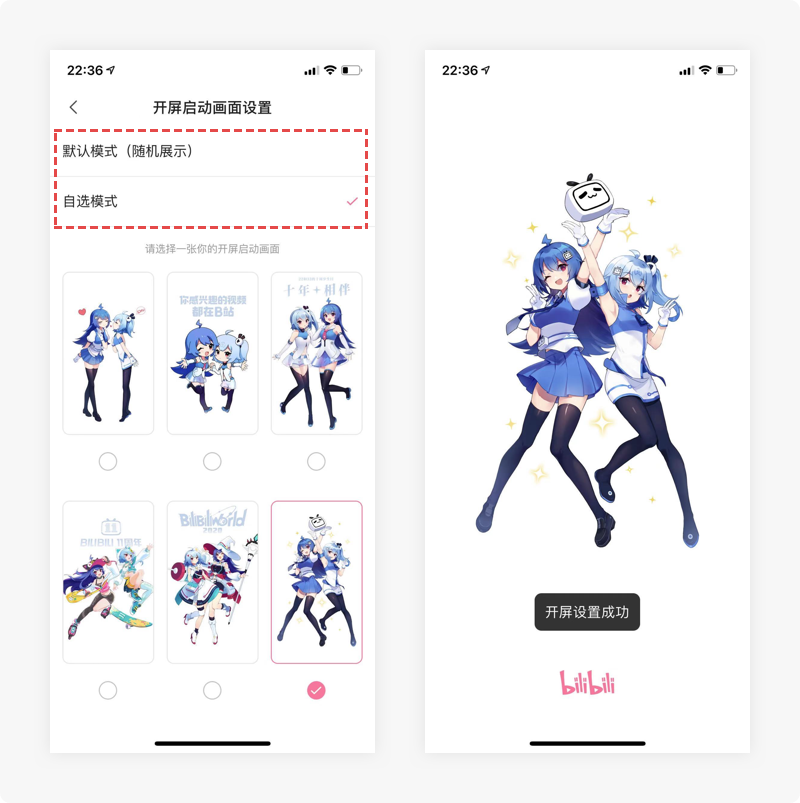 22:36
开屏启动画面设置
默认模式（随机展示）
自选模式
请选择一张你的开屏启动画面
你感兴趣的视频
都在B站
十年+相伴
BILIBILI 11周年
BiliBiliWorld
2020
22:36
开屏设置成功
bilibili